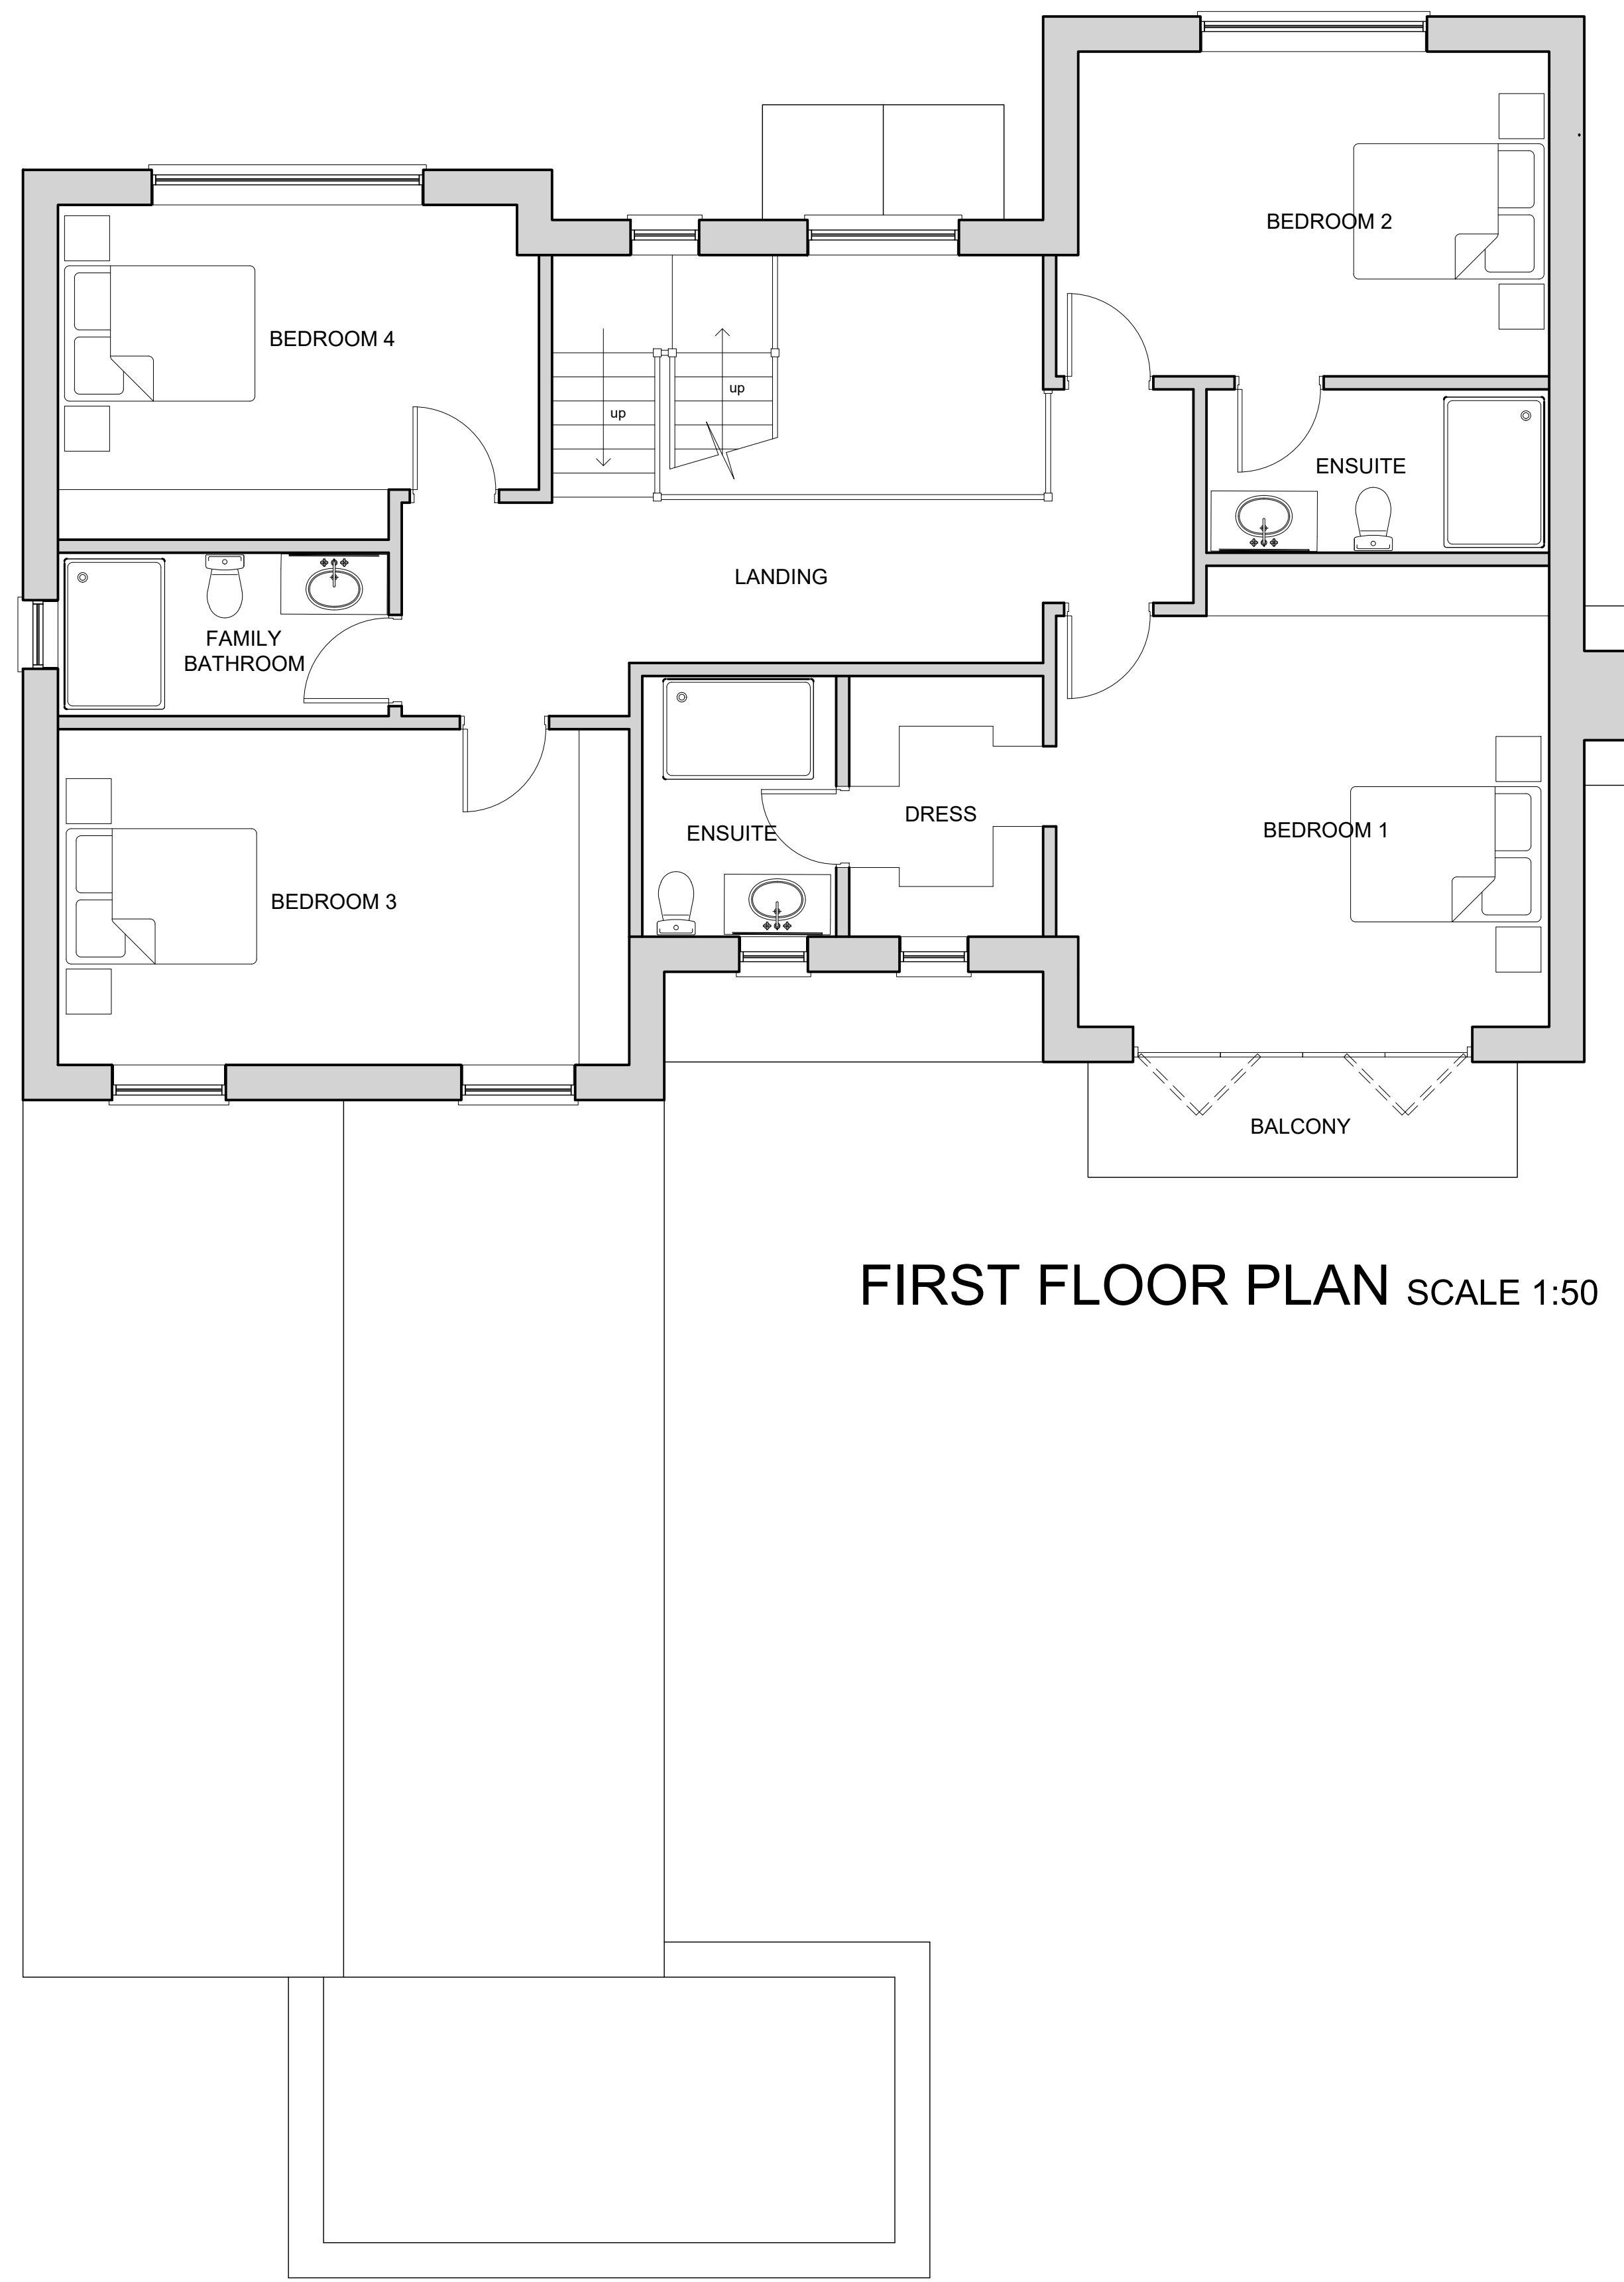 BEDROOM 2
BEDROOM 4
up
up
ENSUITE
LANDING
FAMILY
BATHROOM
DRESS
ENSUITE
BEDROOM 1
BEDROOM 3
BALCONY
FIRST FLOOR PLAN SCALE 1:50